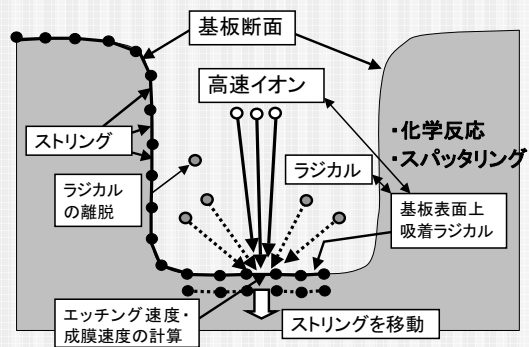 基板断面
高速イオン
ストリング
・化学反応
・スパッタリング
ラジカル
の離脱
ラジカル
基板表面上
吸着ラジカル
エッチング速度・
成膜速度の計算
ストリングを移動